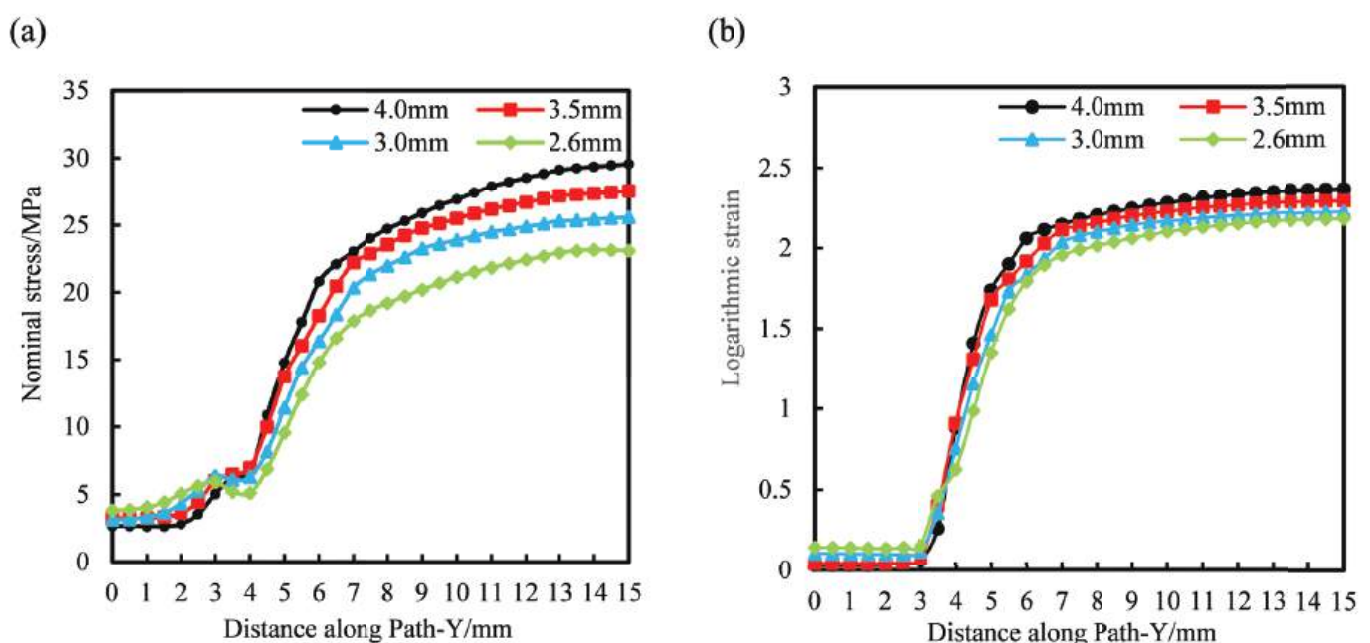 (a)
(b)
Nominal stress/MPa
35
30
25
20
15
10
5
0
4.0mm
3.5mm
3.0mm
2.6mm
0 1 2 3 4 5 6 7 8 9 10 11 12 13 14 15
Distance along Path-Y/mm
Logarithmic strain
3
2.5
2
1.5
1
0.5
0
4.0mm
3.5mm
3.0mm
2.6mm
0 1 2 3 4 5 6 7 8 9 10 11 12 13 14 15
Distance along Path-Y/mm